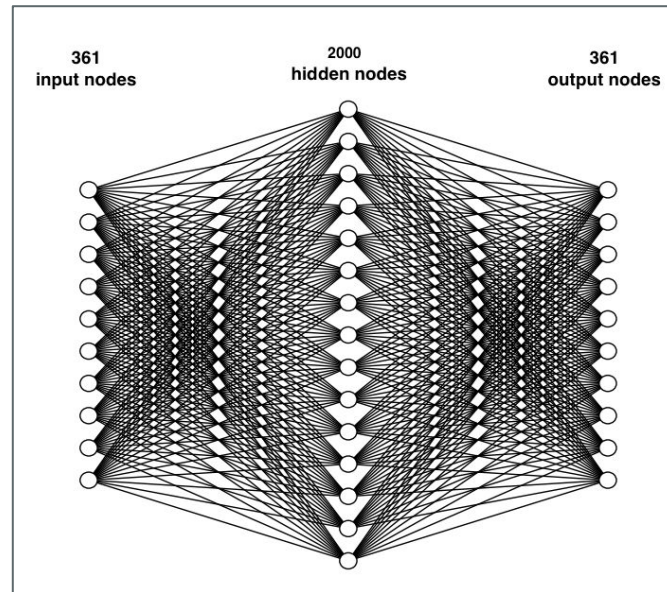 361
input nodes
2000
hidden nodes
361
output nodes